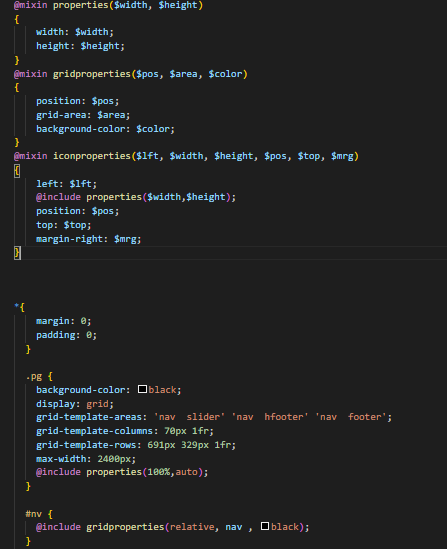 @mixin properties($width, $height)
{
width: $width;
height: $height;
}
@mixin gridproperties($pos, $area, $color)
{
position: $pos;
grid-area: $area;
background-color: $color;
}
@mixin iconproperties($lft, $width, $height, $pos, $top, $mrg)
{
left: $lft;
@include properties($width,$height);
position: $pos;
top: $top;
margin-right: $mrg;
}
*{
margin: 0;
padding: 0;
}
.pg {
background-color: black;
display: grid;
grid-template-areas: 'nav  slider' 'nav  hfooter' 'nav  footer';
grid-template-columns: 70px 1fr;
grid-template-rows: 691px 329px 1fr;
max-width: 2400px;
@include properties(100%,auto);
}
#nv {
@include gridproperties(relative, nav , black);
}